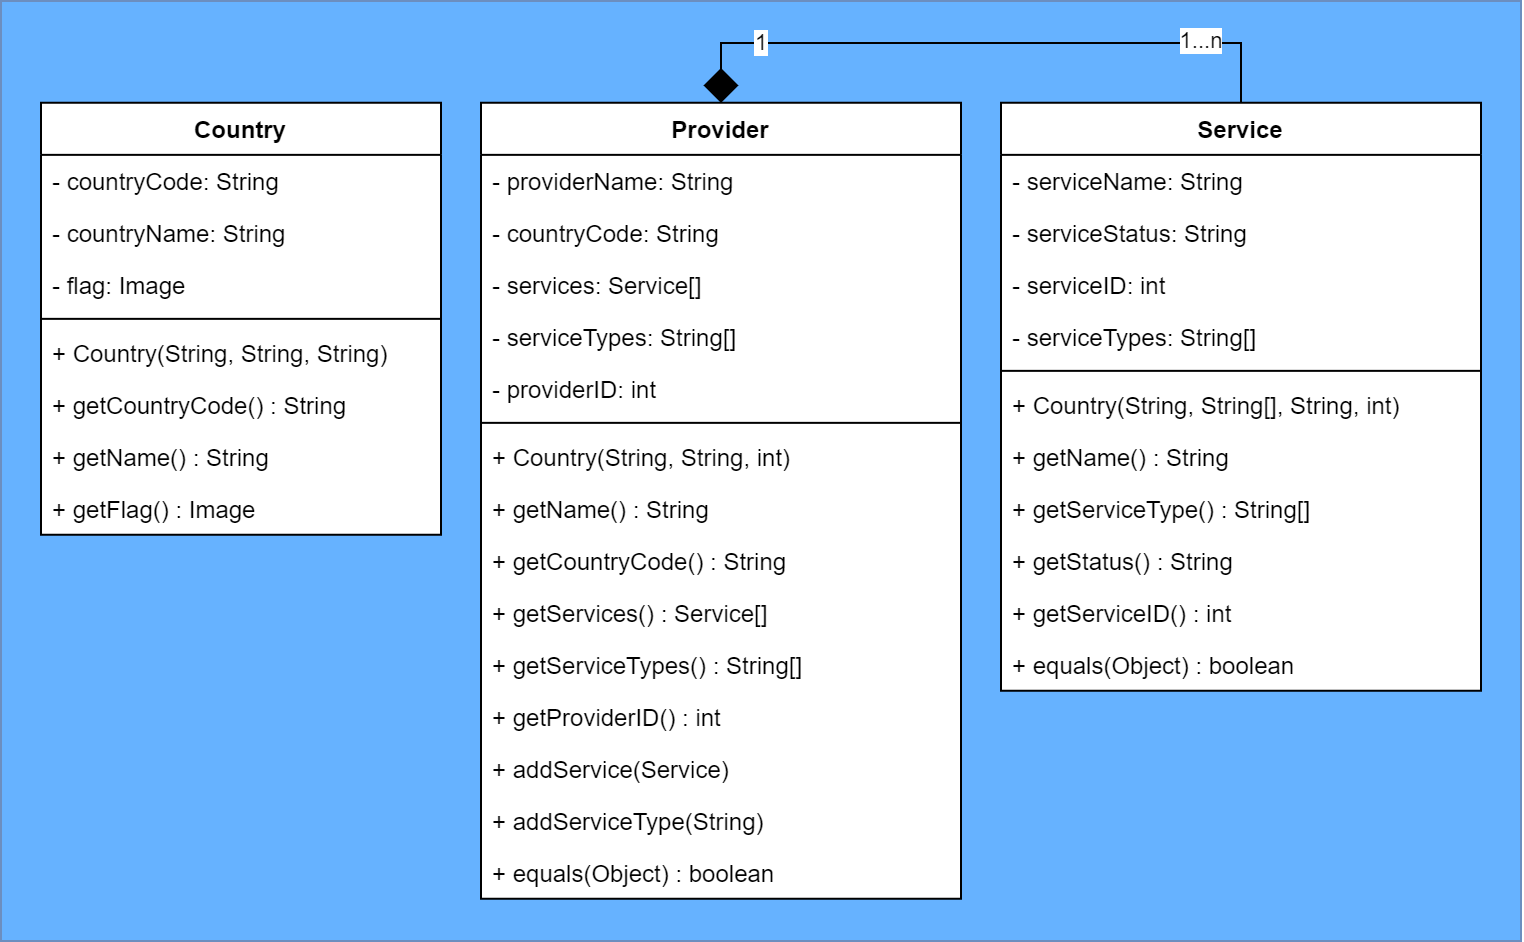 1
1...n
Country
- countryCode: String
- countryName: String
- flag: Image
+ Country(String, String, String)
+ getCountryCode() : String
+ getName() : String
+ getFlag() : Image
Provider
- providerName: String
- countryCode: String
- services: Service[]
- serviceTypes: String[]
- providerID: int
+ Country(String, String, int)
+ getName() : String
+ getCountryCode() : String
+ getServices() : Service[]
+ getServiceTypes() : String[]
+ getProviderID() : int
+ addService(Service)
+ addServiceType(String)
+ equals(Object) : boolean
Service
- serviceName: String
- serviceStatus: String
- serviceID: int
- serviceTypes: String[]
+ Country(String, String[], String, int)
+ getName() : String
+ getServiceType() : String[]
+ getStatus() : String
+ getServiceID() : int
+ equals(Object) : boolean